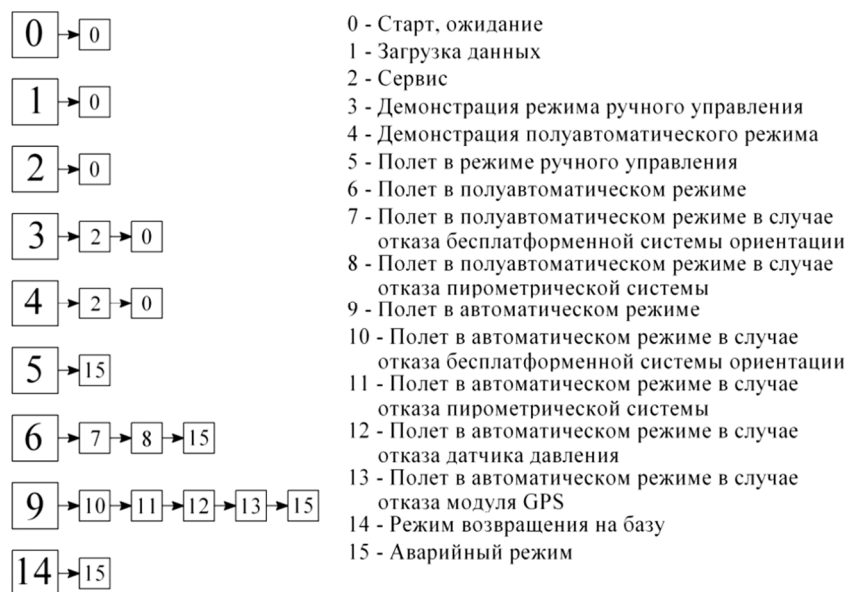 0 0
1 0
2 0
3 2 0
4 2 0
5 15
6 7 8 15
9 10 11 12 13 15
14 15
0 - Старт, ожидание
1 - Загрузка данных
2 - Сервис
3 - Демонстрация режима ручного управления
4 - Демонстрация полуавтоматического режима
5 - Полет в режиме ручного управления
6 - Полет в полуавтоматическом режиме
7 - Полет в полуавтоматическом режиме в случае
отказа бесплатформенной системы ориентации
8 - Полет в полуавтоматическом режиме в случае
отказа пирометрической системы
9 - Полет в автоматическом режиме
10 - Полет в автоматическом режиме в случае
отказа бесплатформенной системы ориентации
11 - Полет в автоматическом режиме в случае
отказа пирометрической системы
12 - Полет в автоматическом режиме в случае
отказа датчика давления
13 - Полет в автоматическом режиме в случае
отказа модуля GPS
14 - Режим возвращения на базу
15 - Аварийный режим